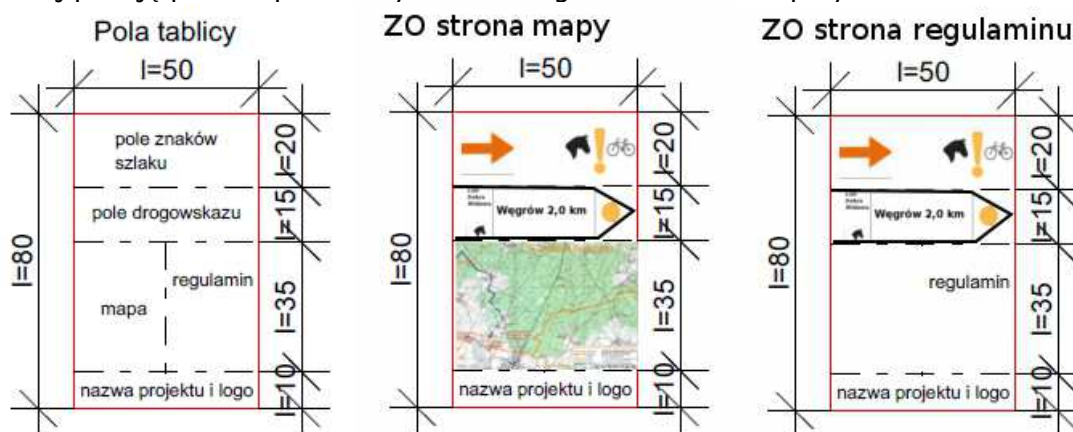 Pola tablicy
l=50
pole znaków
szlaku
pole drogowskazu
mapa
regulamin
nazwa projektu i logo
l=80
l=20
l=15
l=35
l=10
ZO strona mapy
l=50
Węgrów 2,0 km
nazwa projektu i logo
l=80
l=20
l=15
l=35
l=10
ZO strona regulaminu
l=50
Węgrów 2,0 km
regulamin
nazwa projektu i logo
l=80
l=20
l=15
l=35
l=10